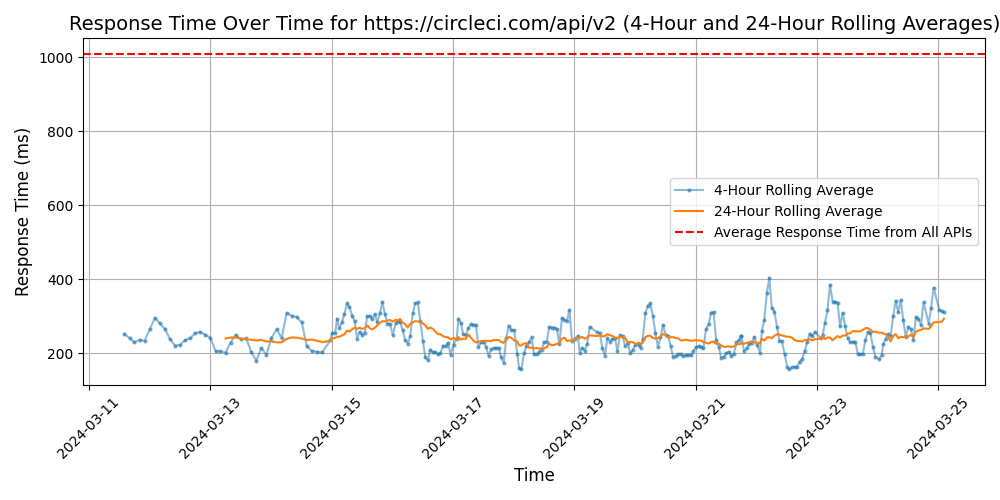 Response Time Over Time for https://circleci.com/api/v2 (4-Hour and 24-Hour Rolling Averages)
Response Time (ms)
1000
800
600
400
200
4-Hour Rolling Average
24-Hour Rolling Average
Average Response Time from All APIs
2024-03-11
2024-03-13
2024-03-15
2024-03-17
2024-03-19
2024-03-21
2024-03-23
2024-03-25
Time